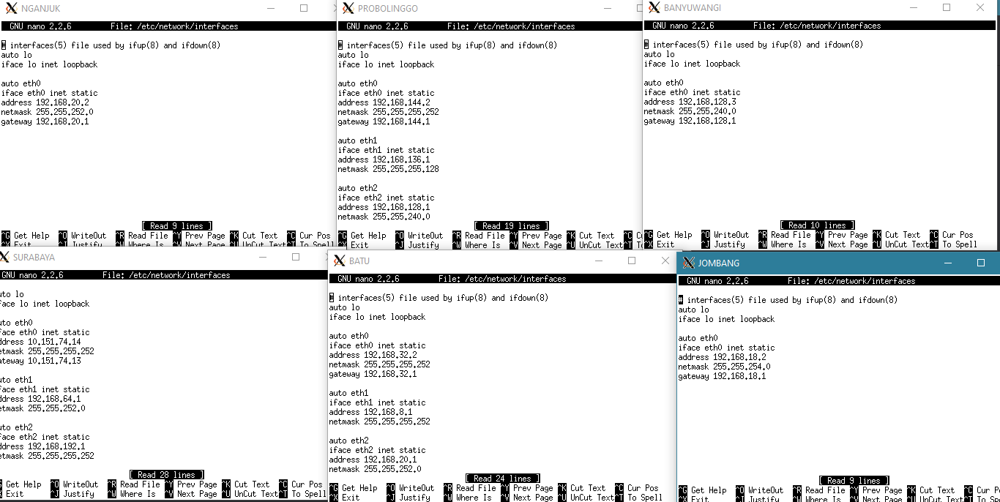 NGANJUK
GNU nano 2.2.6 File: /etc/network/interfaces
# interfaces(5) file used by ifup(8) and ifdown(8)
auto lo
iface lo inet loopback
auto eth0
iface eth0 inet static
address 192.168.20.2
netmask 255.255.252.0
gateway 192.168.20.1
[ Read 9 lines ]
^G Get Help ^O WriteOut ^R Read File ^Y Prev Page ^K Cut Text ^C Cur Pos
^X Exit ^J Justify ^W Where Is ^V Next Page ^U UnCut Text ^T To Spell
PROBOLINGGO
GNU nano 2.2.6 File: /etc/network/interfaces
# interfaces(5) file used by ifup(8) and ifdown(8)
auto lo
iface lo inet loopback
auto eth0
iface eth0 inet static
address 192.168.144.2
netmask 255.255.255.252
gateway 192.168.144.1
auto eth1
iface eth1 inet static
address 192.168.136.1
netmask 255.255.255.128
auto eth2
iface eth2 inet static
address 192.168.128.1
netmask 255.255.240.0
[ Read 19 lines ]
^G Get Help ^O WriteOut ^R Read File ^Y Prev Page ^K Cut Text ^C Cu
^X Exit ^J Justify ^W Where Is ^V Next Page ^U UnCut Text ^T To
BANYUWANGI
GNU nano 2.2.6 File: /etc/network/interfaces
# interfaces(5) file used by ifup(8) and ifdown(8)
auto lo
iface lo inet loopback
auto eth0
iface eth0 inet static
address 192.168.128.3
netmask 255.255.240.0
gateway 192.168.128.1
[ Read 10 lines ]
^G Get Help ^O WriteOut ^R Read File ^Y Prev Page ^K Cut Text ^C Cur Pos
^X Exit ^J Justify ^W Where Is ^V Next Page ^U UnCut Text^T To Spell
SURABAYA
GNU nano 2.2.6 File: /etc/network/interfaces
uto lo
face lo inet loopback
uto eth0
face eth0 inet static
ddress 10.151.74.14
etmask 255.255.255.252
ateway 10.151.74.13
uto eth1
face eth1 inet static
ddress 192.168.64.1
etmask 255.255.252.0
uto eth2
face eth2 inet static
ddress 192.168.192.1
etmask 255.255.255.252
[ Read 28 lines ]
G Get Help ^O WriteOut ^R Read File ^Y Prev Page ^K Cut Text ^C Cur Pos
X Exit ^J Justify ^W Where Is ^V Next Page ^U UnCut Text^T To Spell
BATU
GNU nano 2.2.6 File: /etc/network/interfaces
# interfaces(5) file used by ifup(8) and ifdown(8)
auto lo
iface lo inet loopback
auto eth0
iface eth0 inet static
address 192.168.32.2
netmask 255.255.255.252
gateway 192.168.32.1
auto eth1
iface eth1 inet static
address 192.168.8.1
netmask 255.255.255.252
auto eth2
iface eth2 inet static
address 192.168.20.1
netmask 255.255.252.0
[ Read 24 lines ]
^G Get Help ^O WriteOut ^R Read File ^Y Prev Page ^K Cut Text ^C Cur Pos
^X Exit ^J Justify ^W Where Is ^V Next Page ^U UnCut Text^T To Spell
JOMBANG
GNU nano 2.2.6 File: /etc/network/interfaces
# interfaces(5) file used by ifup(8) and ifdown(8)
auto lo
iface lo inet loopback
auto eth0
iface eth0 inet static
address 192.168.18.2
netmask 255.255.254.0
gateway 192.168.18.1
[ Read 9 lines ]
^G Get Help ^O WriteOut ^R Read File ^Y Prev Page ^K Cut Text ^C Cur P
^X Exit ^J Justify ^W Where Is ^V Next Page ^U UnCut Text^T To Spe